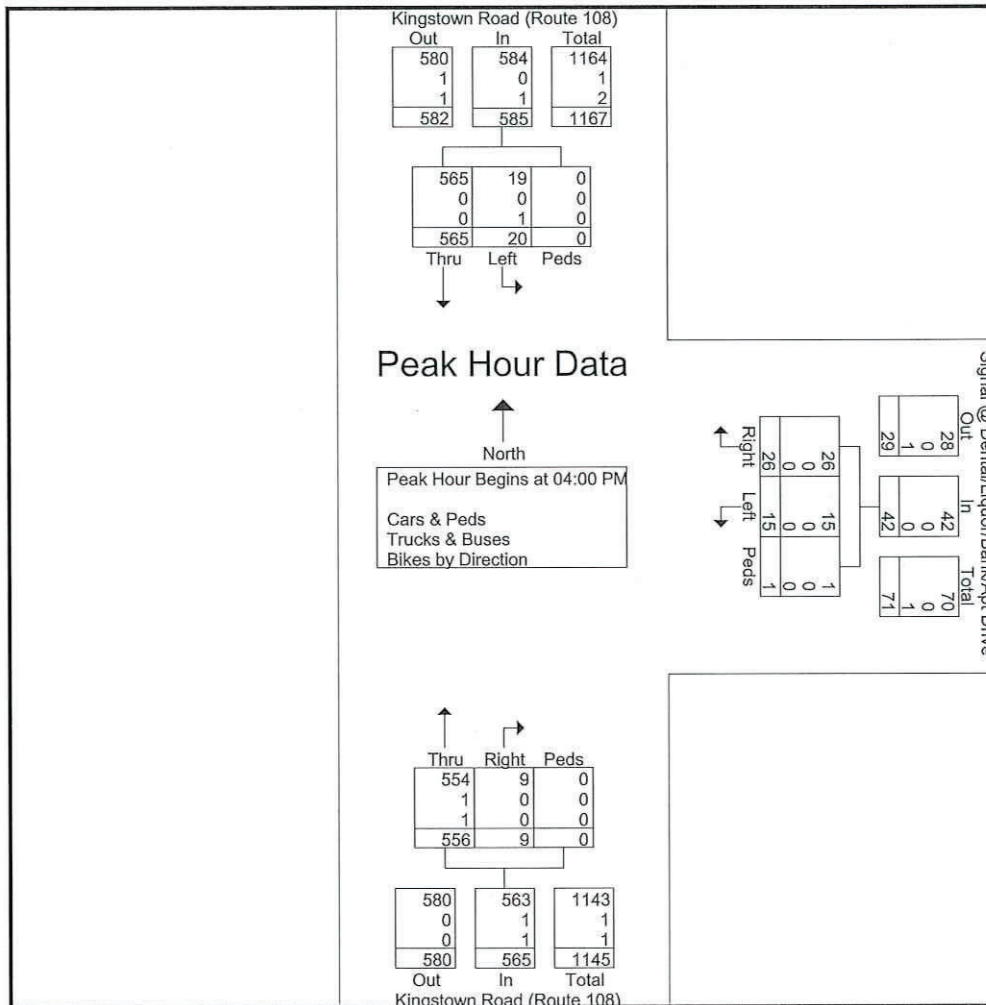 Kingstown Road (Route 108)
Out In Total
580 584 1164
1 0 1
1 1 2
582 585 1167
565 19 0
0 0 0
0 1 0
565 20 0
Thru Left Peds
Peak Hour Data
North
Peak Hour Begins at 04:00 PM
Cars & Peds
Trucks & Buses
Bikes by Direction
Signal @ Dental/Liquor/Bank/Apt Drive
Out In Total
28 42 70
0 0 0
1 0 1
29 42 71
26 15 1
0 0 0
0 0 0
26 15 1
Right Left Peds
Thru Right Peds
554 9 0
1 0 0
1 0 0
556 9 0
580 563 1143
0 1 1
0 1 1
580 565 1145
Out In Total
Kingstown Road (Route 108)